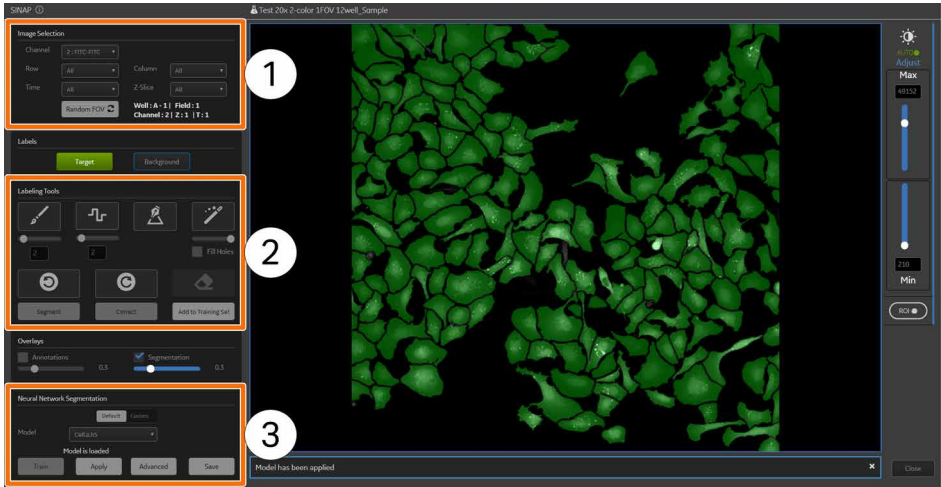 SINAP
Test 20x 2-color 1FOV 12well_Sample
Image Selection
Channel 2 : FITC-FITC
Row All Column All
Time All Z-Slice All
Random FOV Well : A - 1 | Field : 1
Channel : 2 | Z : 1 | T : 1
1
Labels
Target Background
Labeling Tools
2 2 Fill Holes
Segment Correct Add to Training Set
2
Overlays
Annotations Segmentation
0.3 0.3
Neural Network Segmentation
Default Custom
Model
Model is loaded
Train Apply Advanced Save
3
Model has been applied
AUTO
Adjust
Max
48152
210
Min
ROI
Close